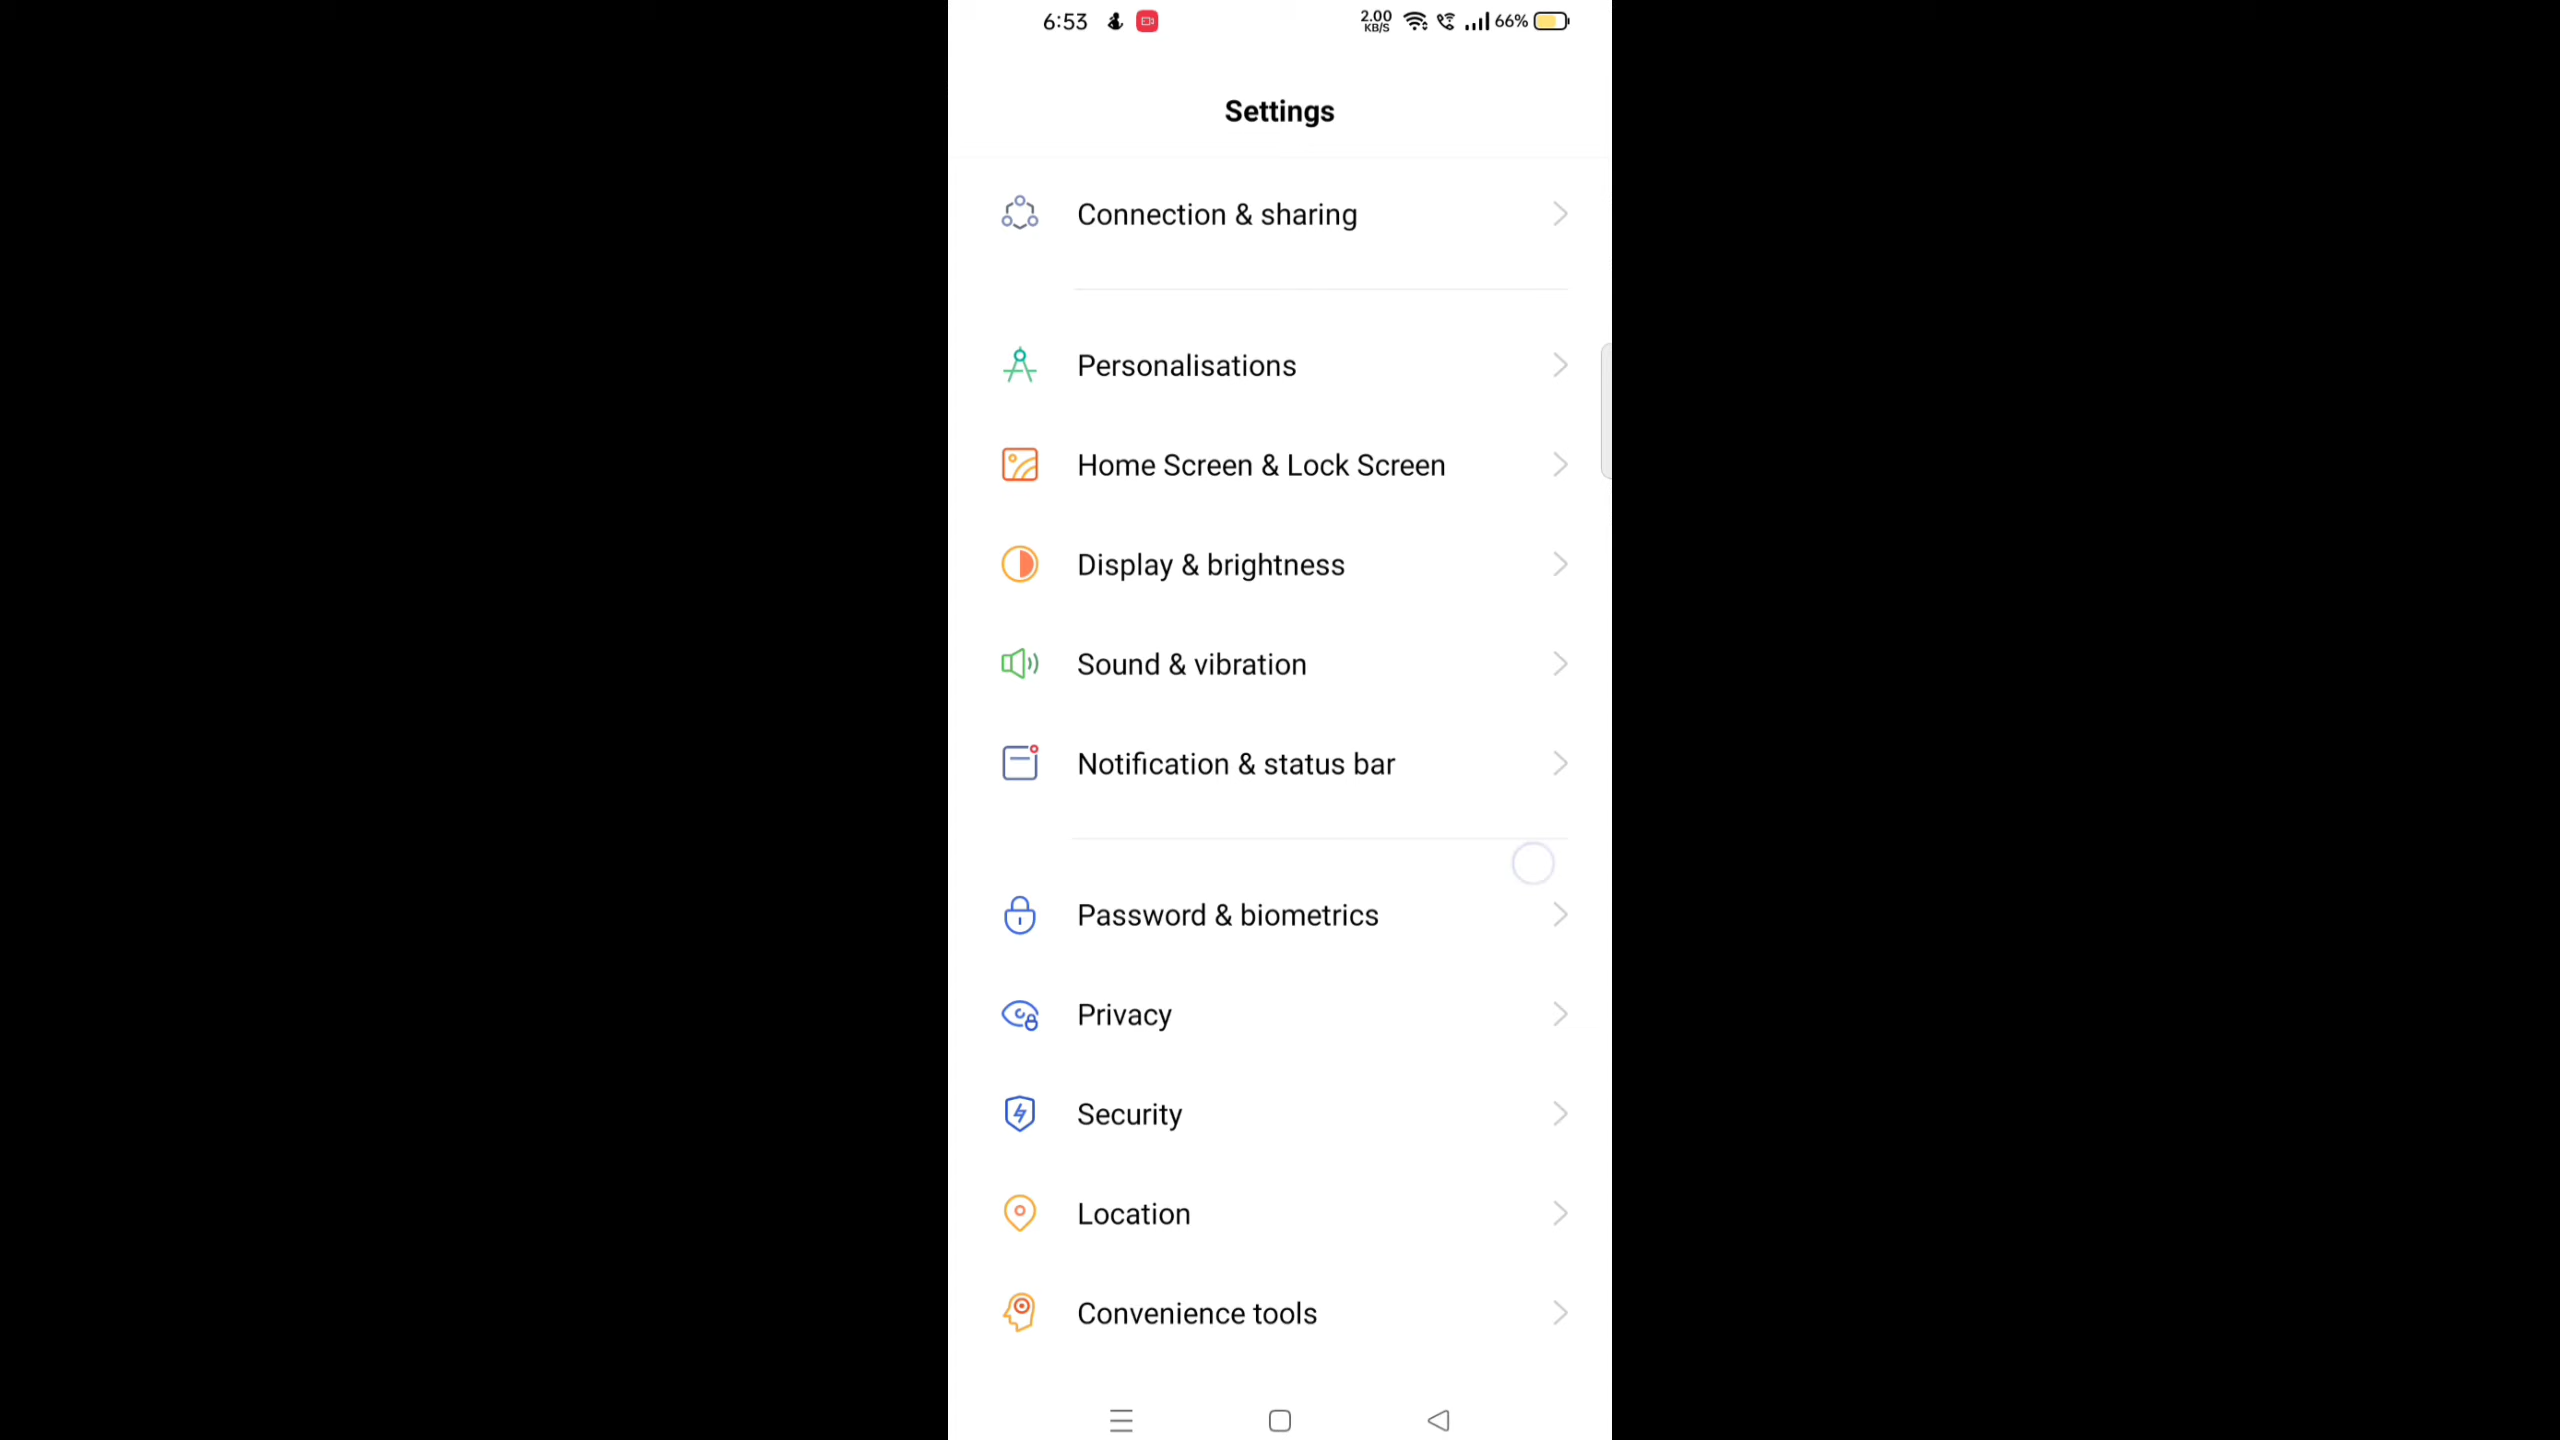 6:53 2.00 KB/S 66%
Settings
Connection & sharing
Personalisations
Home Screen & Lock Screen
Display & brightness
Sound & vibration
Notification & status bar
Password & biometrics
Privacy
Security
Location
Convenience tools